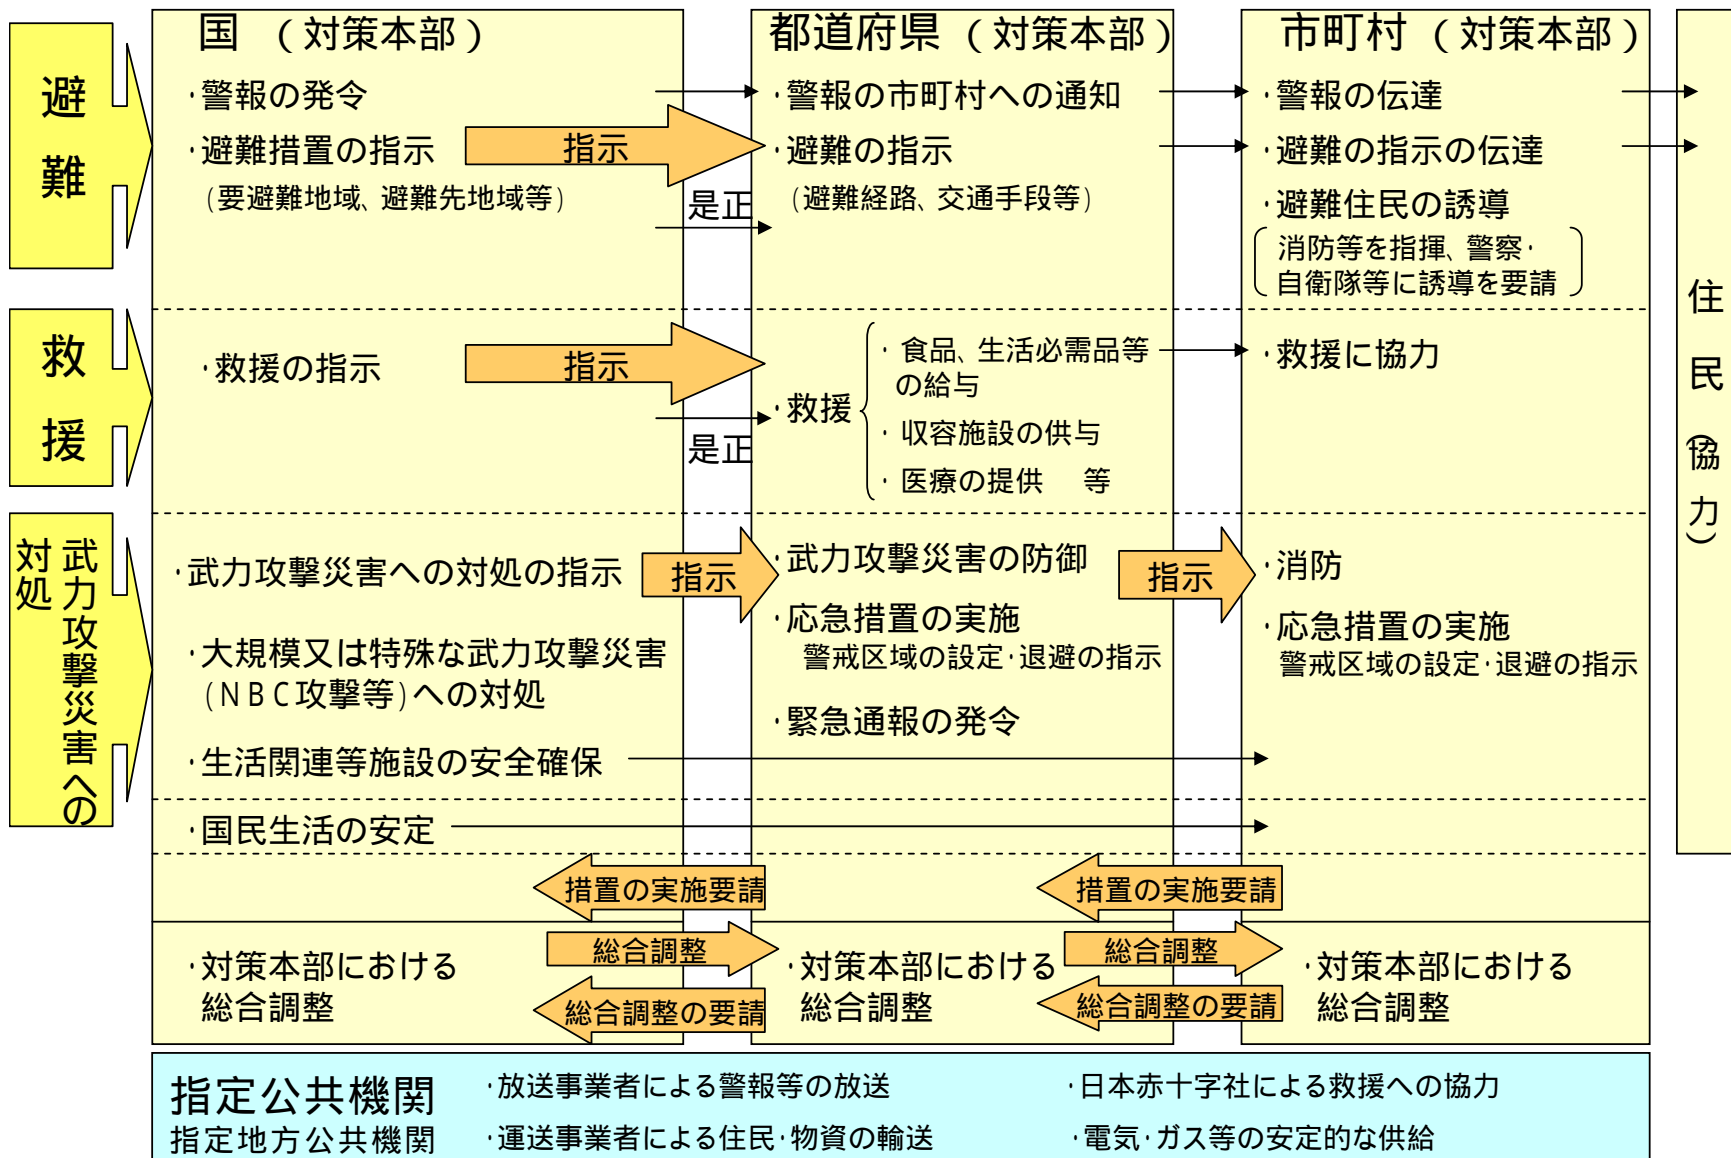 国 （対策本部）
都道府県（対策本部）
市町村（対策本部）
避難
・警報の発令
・警報の市町村への通知
・警報の伝達
・避難措置の指示
指示
・避難の指示
・避難の指示の伝達
（要避難地域、避難先地域等）
是正
（避難経路、交通手段等）
・避難住民の誘導
消防等を指揮、警察・
自衛隊等に誘導を要請
救援
・救援の指示
指示
是正
・救援
・食品、生活必需品等
の給与
・収容施設の供与
・医療の提供 等
・救援に協力
武力攻撃災害への
対処
・武力攻撃災害への対処の指示
指示
・武力攻撃災害の防御
指示
・消防
・応急措置の実施
警戒区域の設定・退避の指示
・応急措置の実施
警戒区域の設定・退避の指示
・大規模又は特殊な武力攻撃災害
（ＮＢＣ攻撃等）への対処
・緊急通報の発令
・生活関連等施設の安全確保
・国民生活の安定
措置の実施要請
措置の実施要請
・対策本部における
総合調整
総合調整
総合調整の要請
・対策本部における
総合調整
総合調整
総合調整の要請
・対策本部における
総合調整
住民（協力）
指定公共機関
指定地方公共機関
・放送事業者による警報等の放送
・日本赤十字社による救援への協力
・運送事業者による住民・物資の輸送
・電気・ガス等の安定的な供給